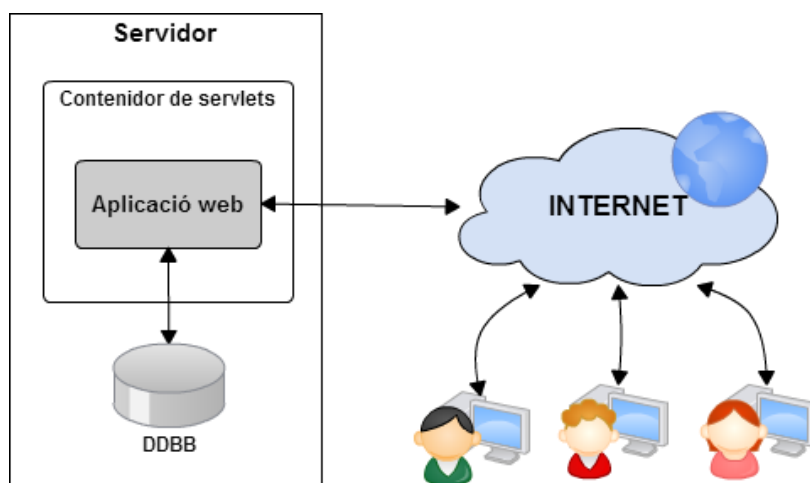 Servidor
Contenidor de servlets
Aplicació web
DDBB
INTERNET